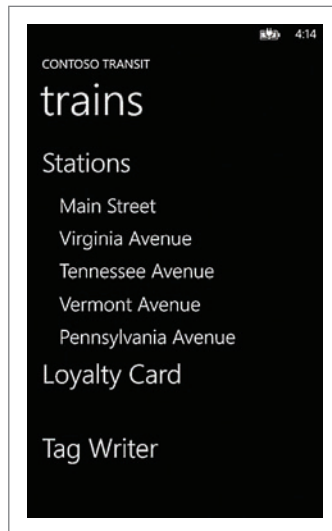 4:14
CONTOSO TRANSIT
trains
Stations
Main Street
Virginia Avenue
Tennessee Avenue
Vermont Avenue
Pennsylvania Avenue
Loyalty Card
Tag Writer